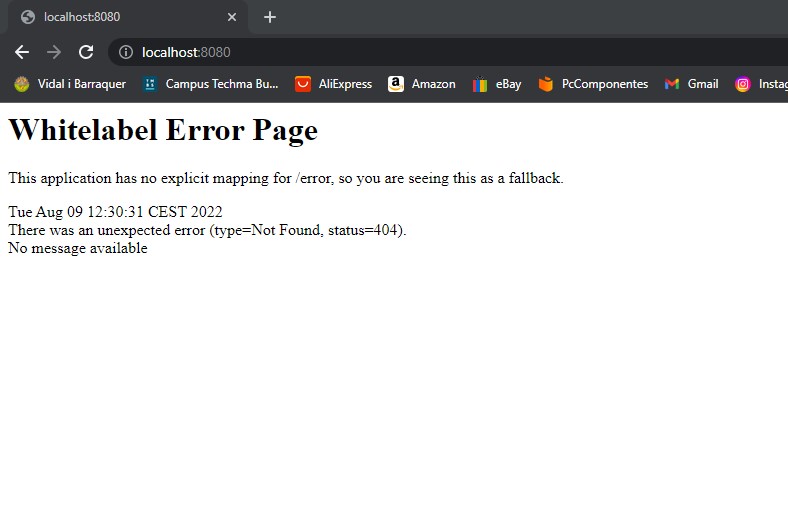 localhost:8080
localhost:8080
Vidal i Barraquer
Campus Techma Bu...
AliExpress
Amazon
eBay
PcComponentes
Gmail
Instag
Whitelabel Error Page
This application has no explicit mapping for /error, so you are seeing this as a fallback.
Tue Aug 09 12:30:31 CEST 2022
There was an unexpected error (type=Not Found, status=404).
No message available